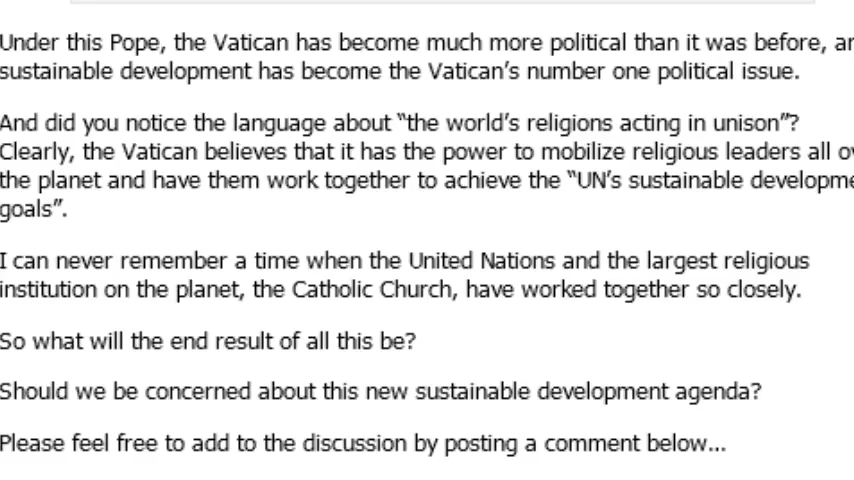 Under this Pope, the Vatican has become much more political than it was before, an
sustainable development has become the Vatican's number one political issue.
And did you notice the language about “the world's religions acting in unison”?
Clearly, the Vatican believes that it has the power to mobilize religious leaders all ov
the planet and have them work together to achieve the “UN's sustainable developme
goals”.
I can never remember a time when the United Nations and the largest religious
institution on the planet, the Catholic Church, have worked together so closely.
So what will the end result of all this be?
Should we be concerned about this new sustainable development agenda?
Please feel free to add to the discussion by posting a comment below...